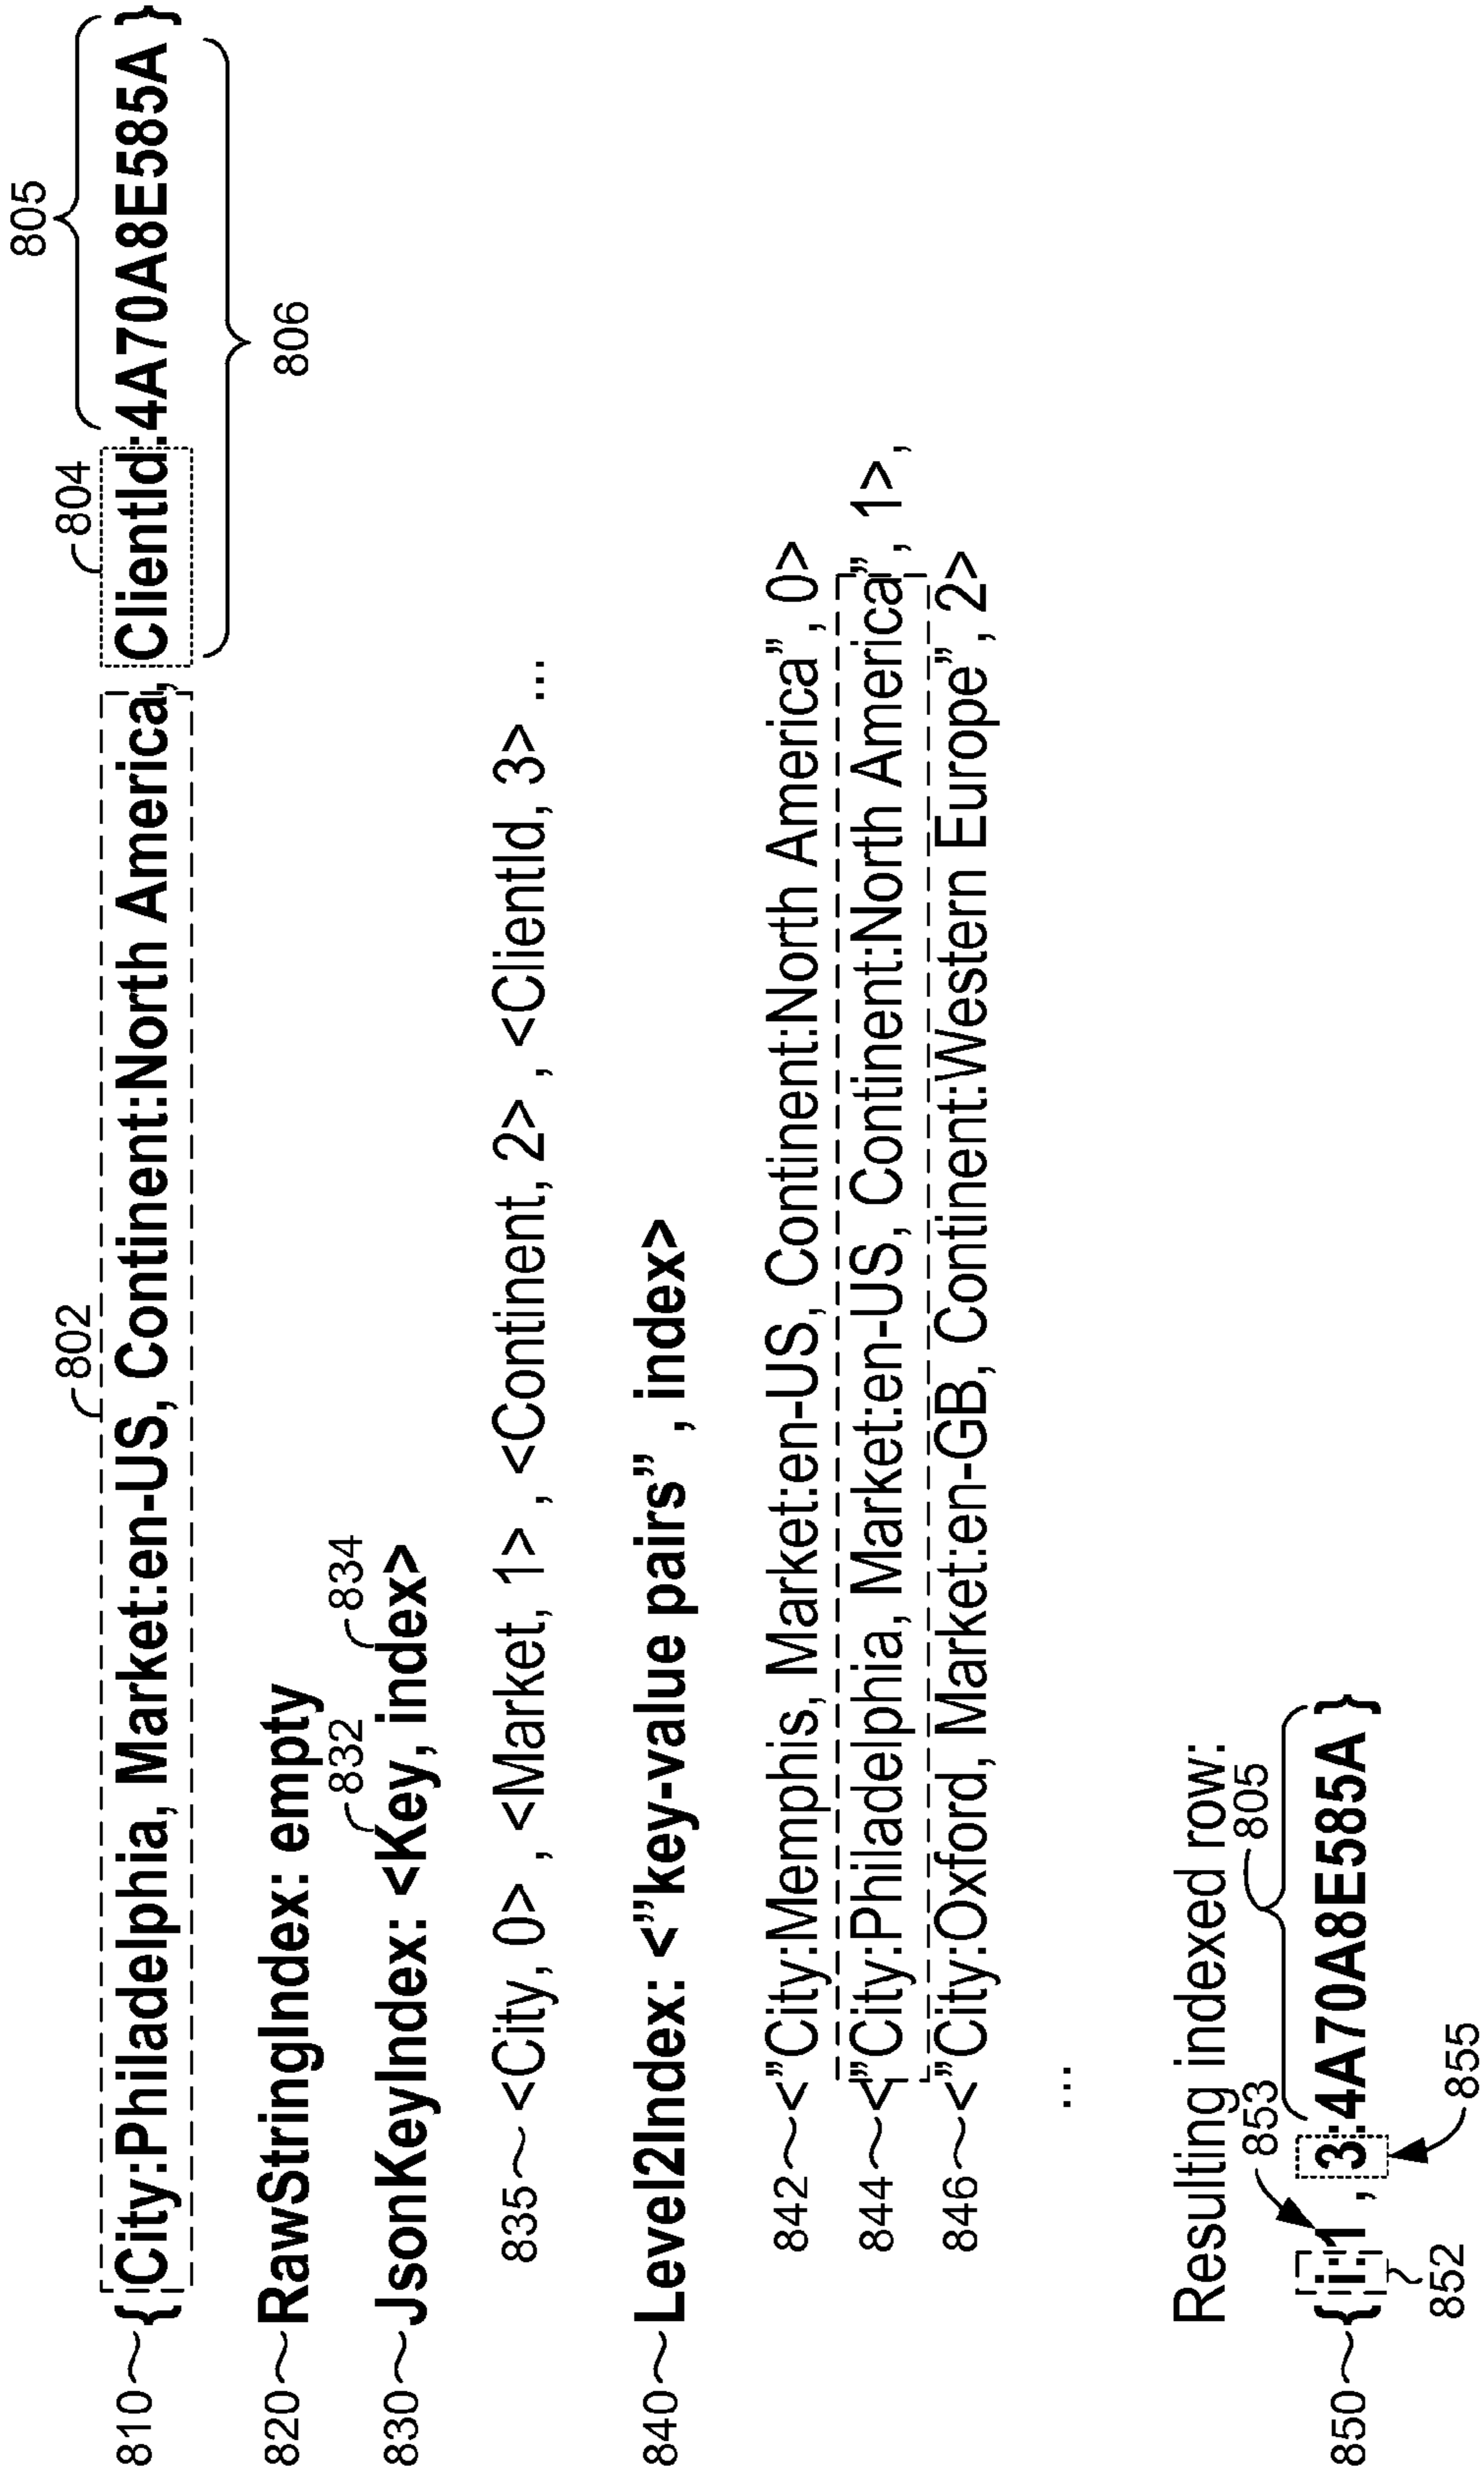 805
802
804
810 {City:Philadelphia, Market:en-US, Continent:North America, ClientId:4A70A8E585A }
806
820 RawStringIndex: empty
832 834
830 JsonKeyIndex: <Key, index>
835 <City, 0> , <Market, 1> , <Continent, 2> , <ClientId, 3> ...
840 Level2Index: <”key-value pairs” , index>
842 <”City:Memphis, Market:en-US, Continent:North America” , 0>
844 <”City:Philadelphia, Market:en-US, Continent:North America” , 1>,
846 <”City:Oxford, Market:en-GB, Continent:Western Europe” , 2>
...
Resulting indexed row:
853 805
850 {i:1 , 3:4A70A8E585A }
852 855